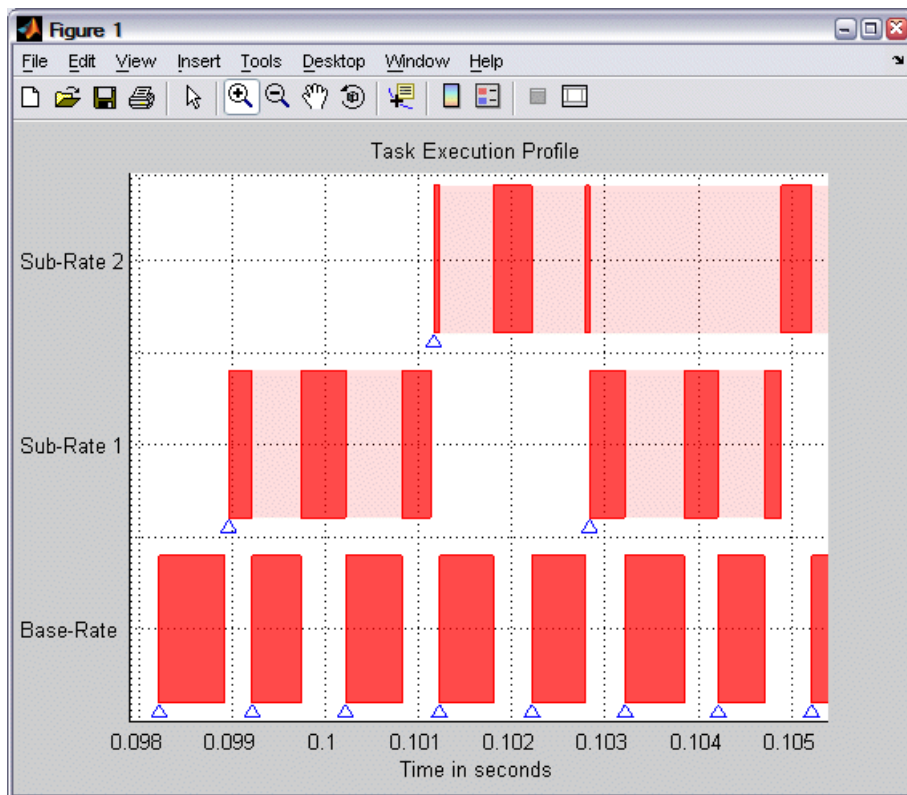 Figure 1
File Edit View Insert Tools Desktop Window Help
Task Execution Profile
Sub-Rate 2
Sub-Rate 1
Base-Rate
0.098 0.099 0.1 0.101 0.102 0.103 0.104 0.105
Time in seconds